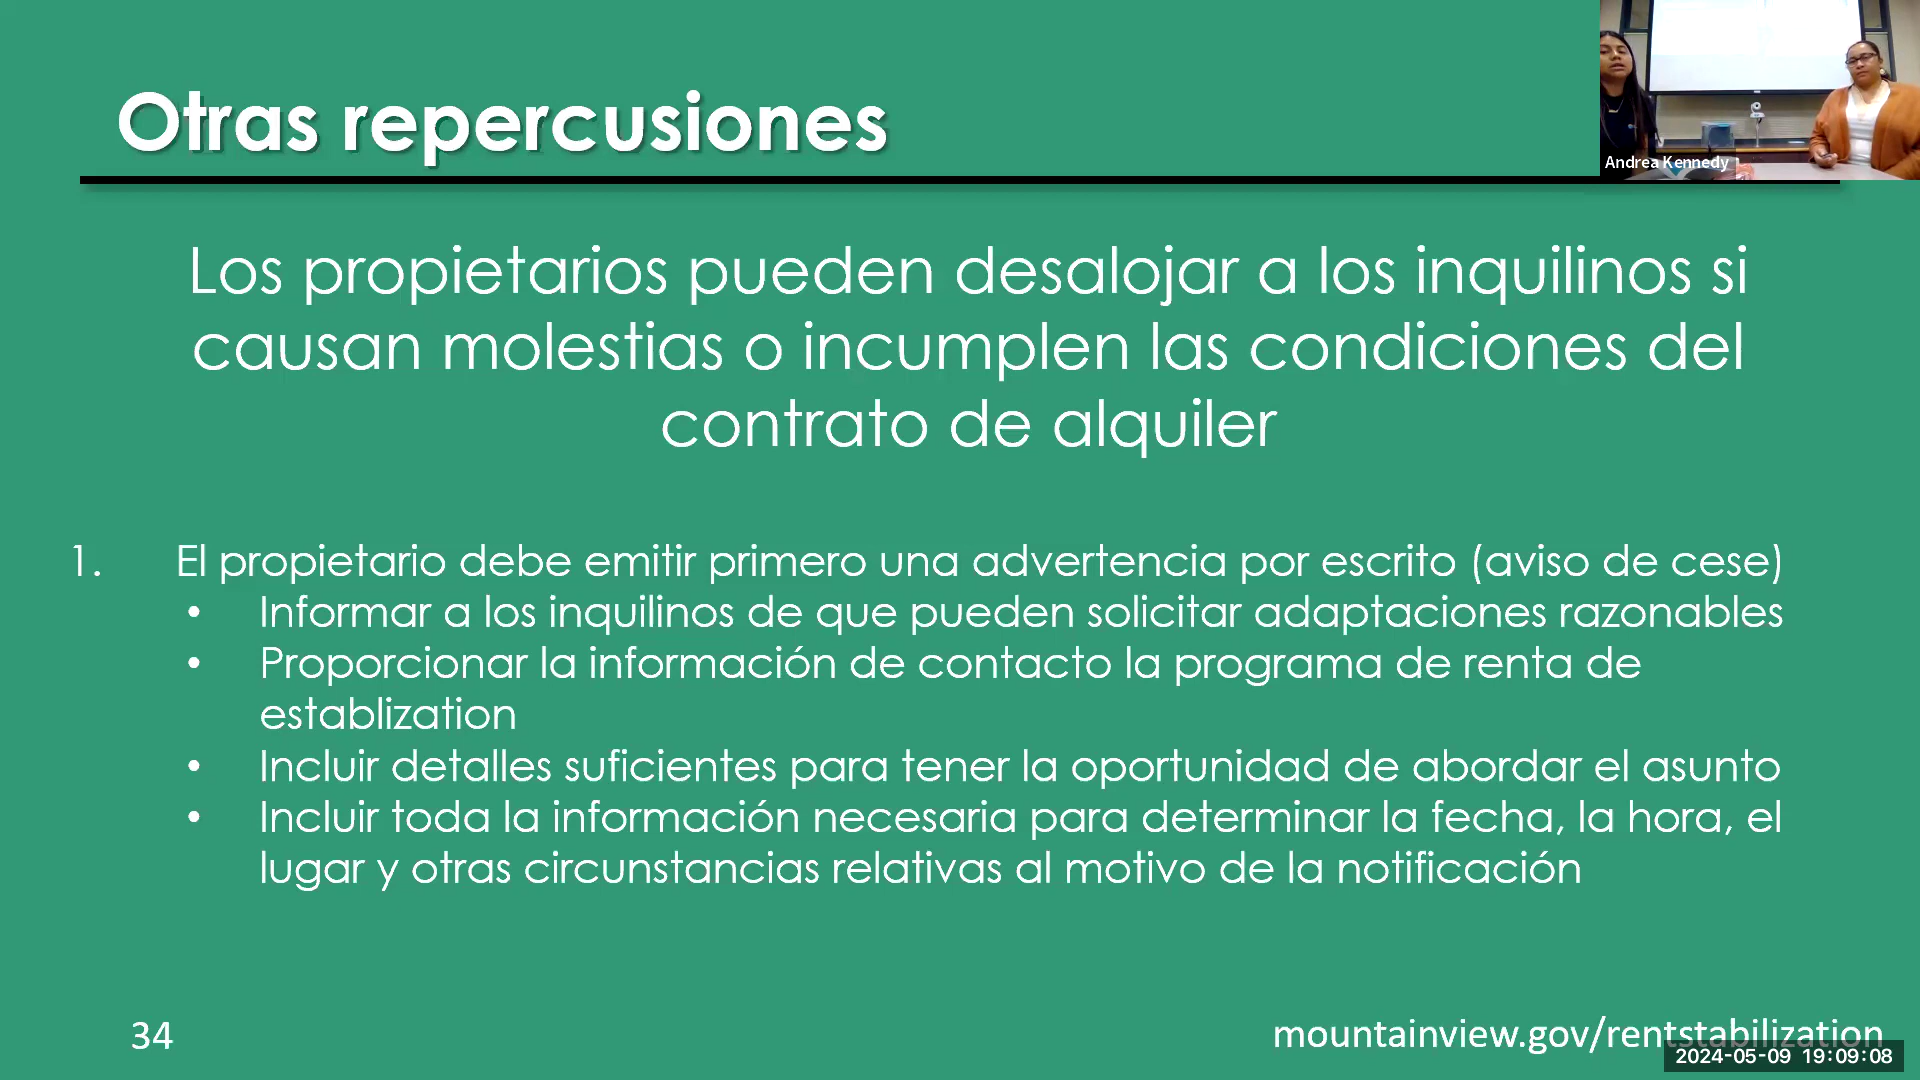 Otras repercusiones
Andrea Kennedy
Los propietarios pueden desalojar a los inquilinos si
causan molestias o incumplen las condiciones del
contrato de alquiler
1. El propietario debe emitir primero una advertencia por escrito (aviso de cese)
• Informar a los inquilinos de que pueden solicitar adaptaciones razonables
• Proporcionar la información de contacto la programa de renta de
establization
• Incluir detalles suficientes para tener la oportunidad de abordar el asunto
• Incluir toda la información necesaria para determinar la fecha, la hora, el
lugar y otras circunstancias relativas al motivo de la notificación
34
mountainview.gov/rentstabilization
2024-05-09 19:09:08